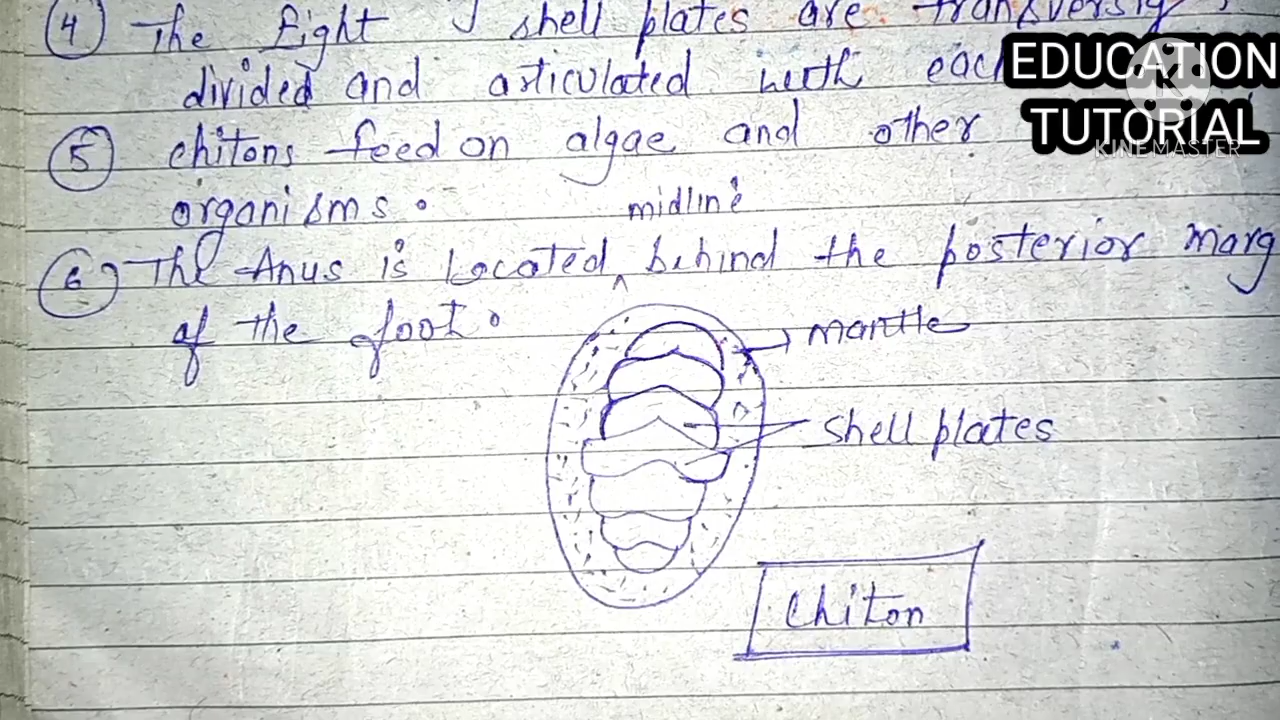 ④ The Eight shell plates are transversly
divided and articulated with each
⑤ chitons feed on algae and other
organisms.
midline
⑥ The Anus is Located ^ behind the posterior marg
of the foot.
mantle
shell plates
Chiton
EDUCATION
TUTORIAL
KINEMASTER